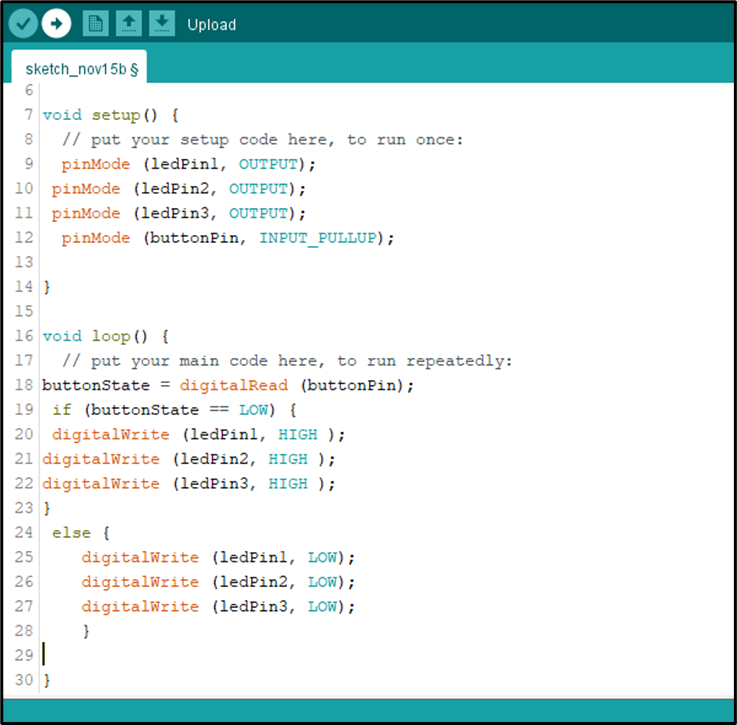 Upload
sketch_nov15b §
6
7 void setup() {
8 // put your setup code here, to run once:
9 pinMode (ledPin1, OUTPUT);
10 pinMode (ledPin2, OUTPUT);
11 pinMode (ledPin3, OUTPUT);
12 pinMode (buttonPin, INPUT_PULLUP);
13
14 }
15
16 void loop() {
17 // put your main code here, to run repeatedly:
18 buttonState = digitalRead (buttonPin);
19 if (buttonState == LOW) {
20 digitalWrite (ledPin1, HIGH );
21 digitalWrite (ledPin2, HIGH );
22 digitalWrite (ledPin3, HIGH );
23 }
24 else {
25 digitalWrite (ledPin1, LOW);
26 digitalWrite (ledPin2, LOW);
27 digitalWrite (ledPin3, LOW);
28 }
29
30 }